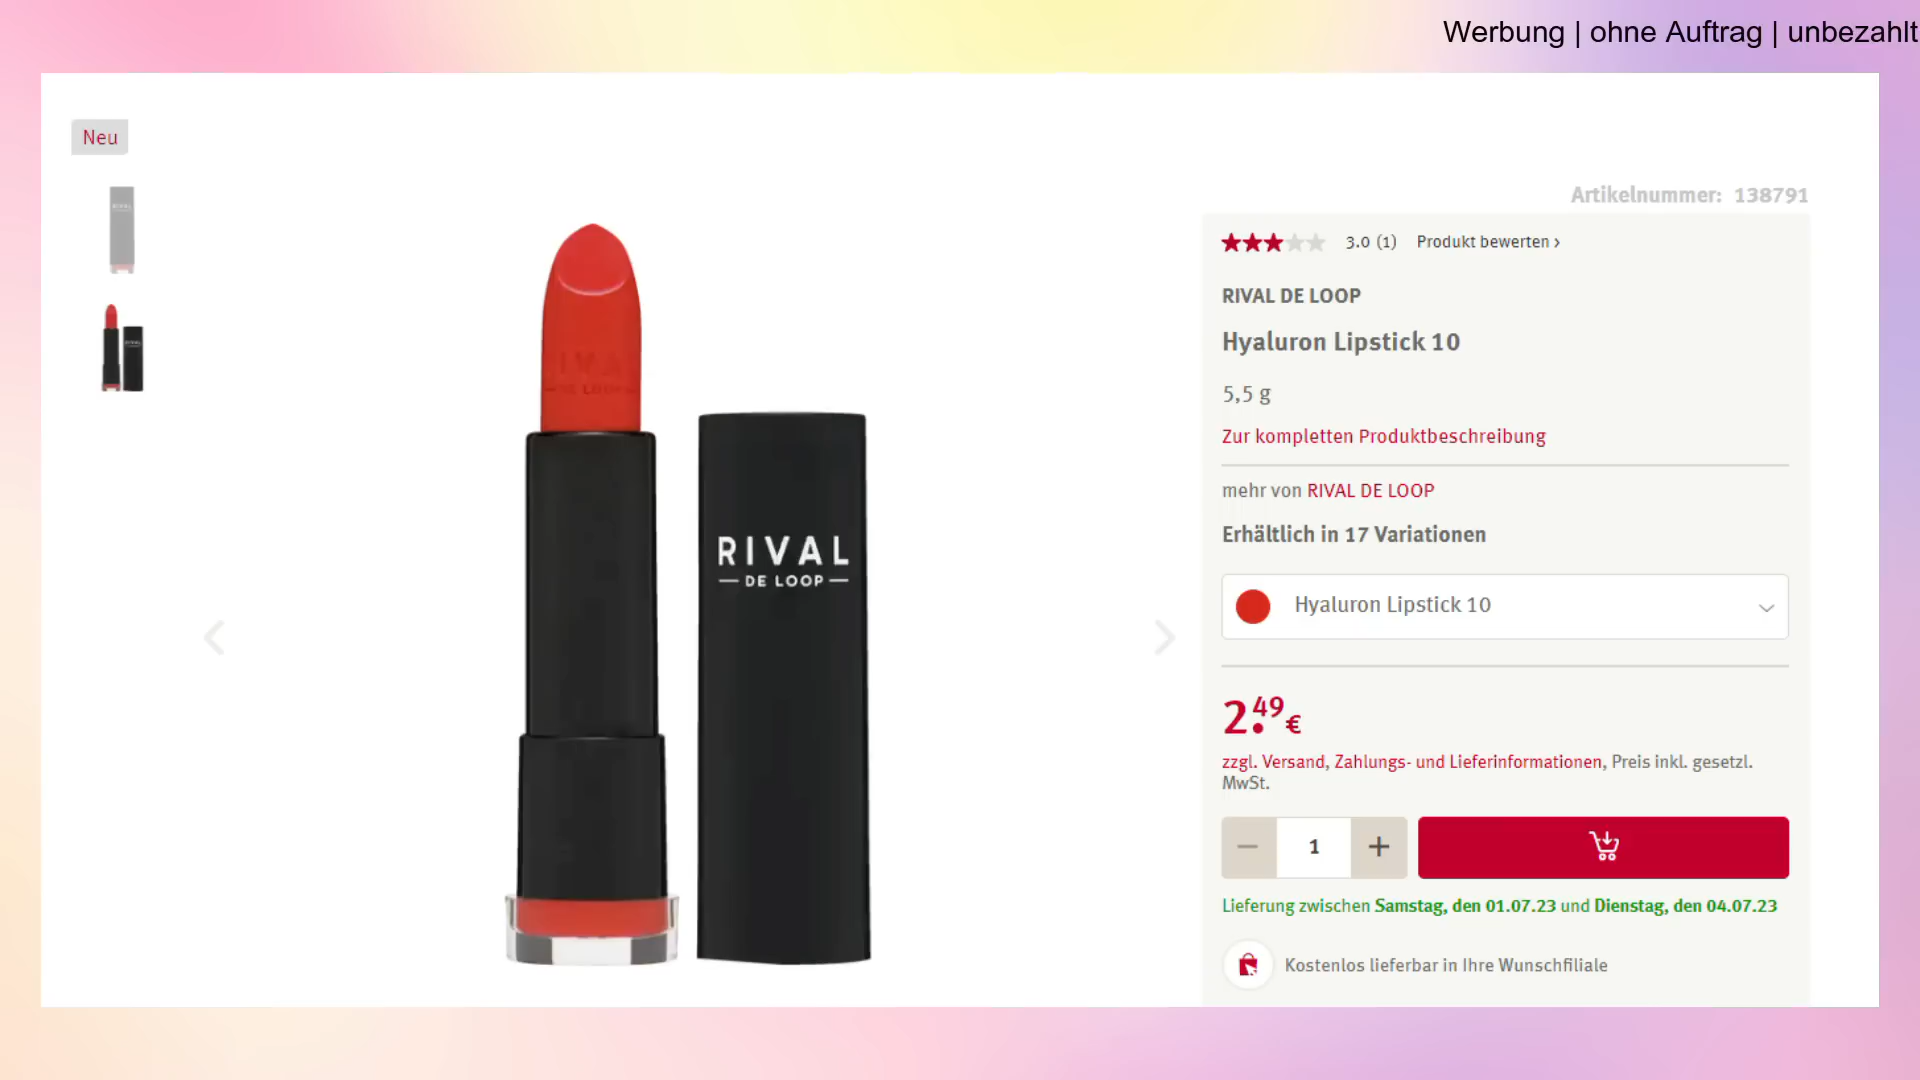 Werbung | ohne Auftrag | unbezahlt
Neu
Artikelnummer: 138791
3.0 (1) Produkt bewerten ›
RIVAL DE LOOP
Hyaluron Lipstick 10
5,5 g
Zur kompletten Produktbeschreibung
mehr von RIVAL DE LOOP
Erhältlich in 17 Variationen
Hyaluron Lipstick 10
2.49 €
zzgl. Versand, Zahlungs- und Lieferinformationen, Preis inkl. gesetzl.
MwSt.
− 1 +
Lieferung zwischen Samstag, den 01.07.23 und Dienstag, den 04.07.23
Kostenlos lieferbar in Ihre Wunschfiliale
RIVAL
DE LOOP
RIVAL
DE LOOP